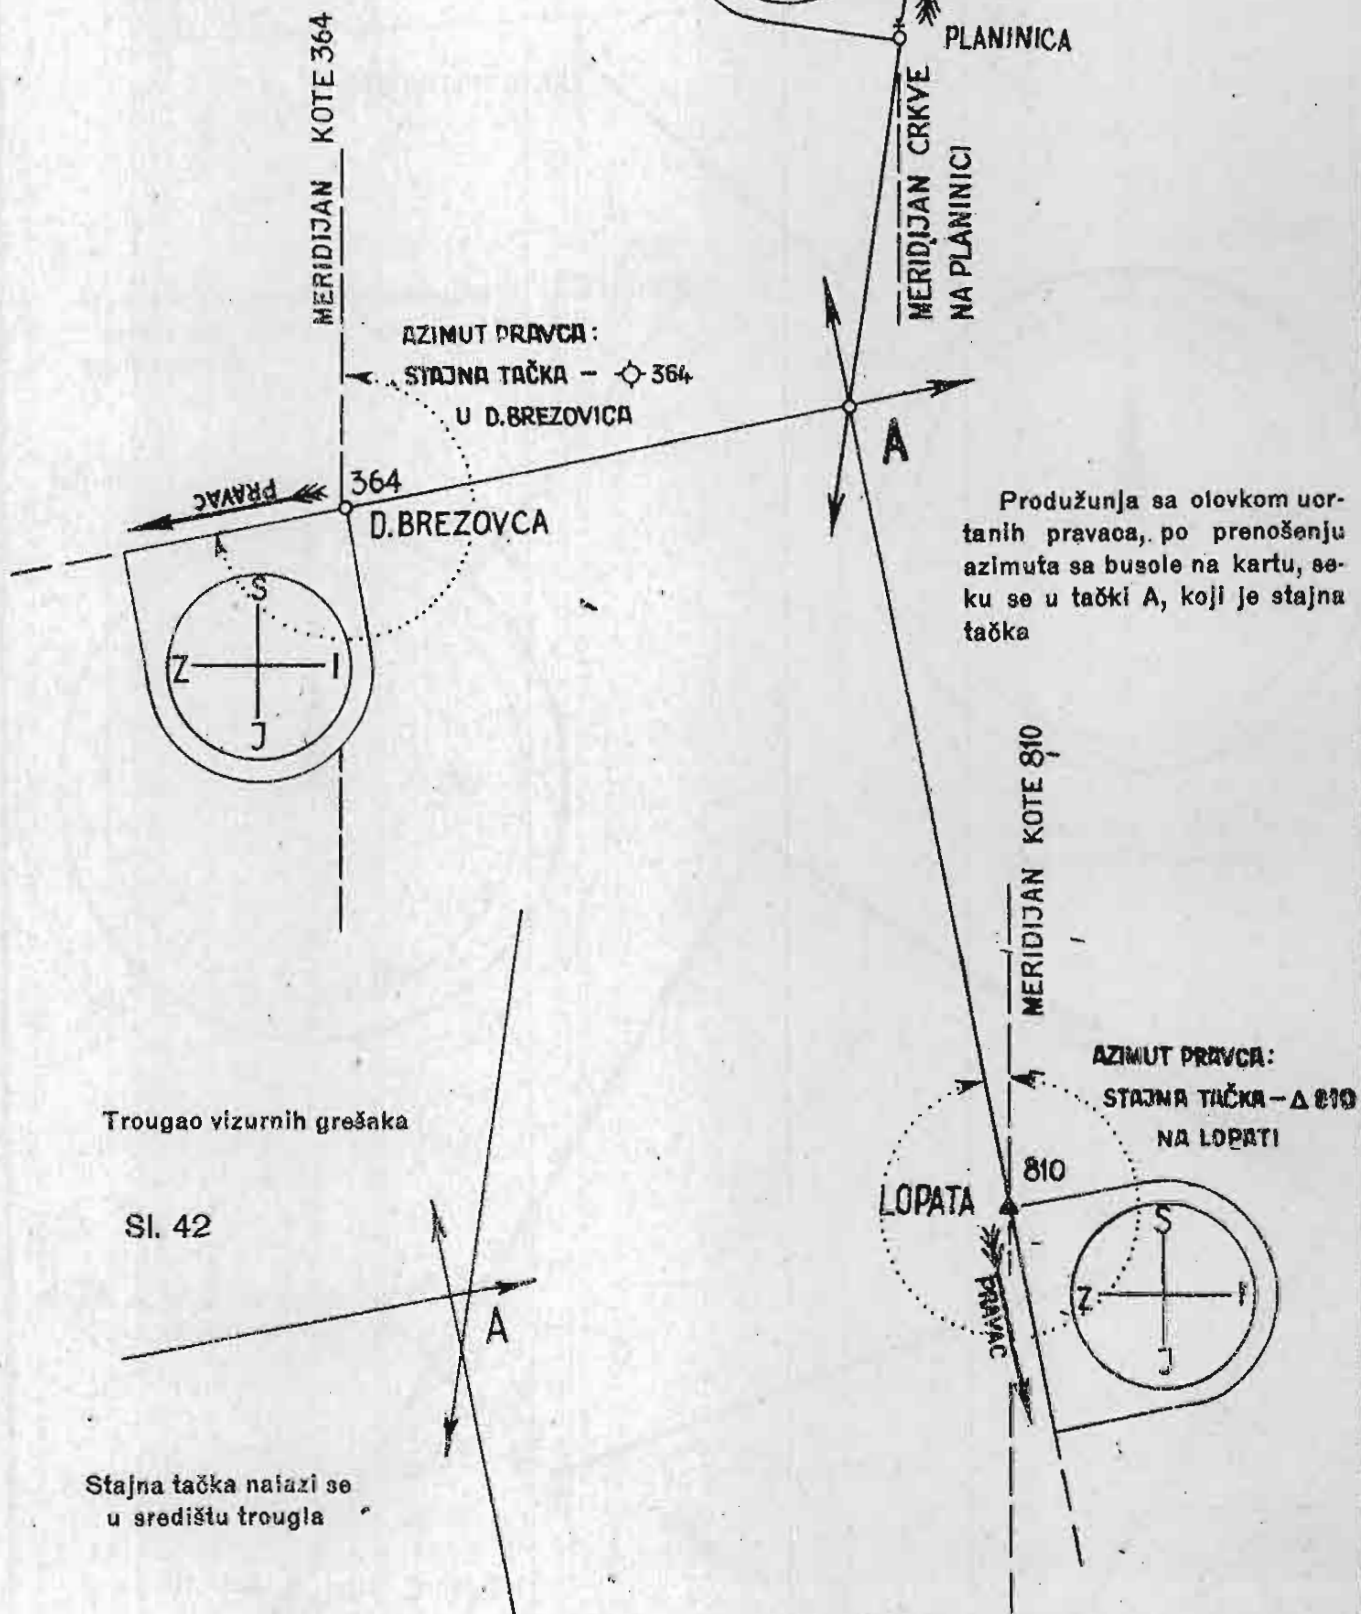 PLANINICA
MERIDIJAN CRKVE
NA PLANINICI
MERIDIJAN KOTE 364
AZIMUT PRAVCA:
STAJNA TAČKA - 364
U D.BREZOVICA
A
PRAVAC
364
D.BREZOVCA
S
Z I
J
Produžunja sa olovkom ucr-
tanih pravaca, po prenošenju
azimuta sa busole na kartu, se-
ku se u tački A, koji je stajna
tačka
MERIDIJAN KOTE 810
AZIMUT PRAVCA:
STAJNA TAČKA - Δ 810
NA LOPATI
810
LOPATA
PRAVAC
S
Z I
J
Trougao vizurnih grešaka
Sl. 42
A
Stajna tačka nalazi se
u središtu trougla